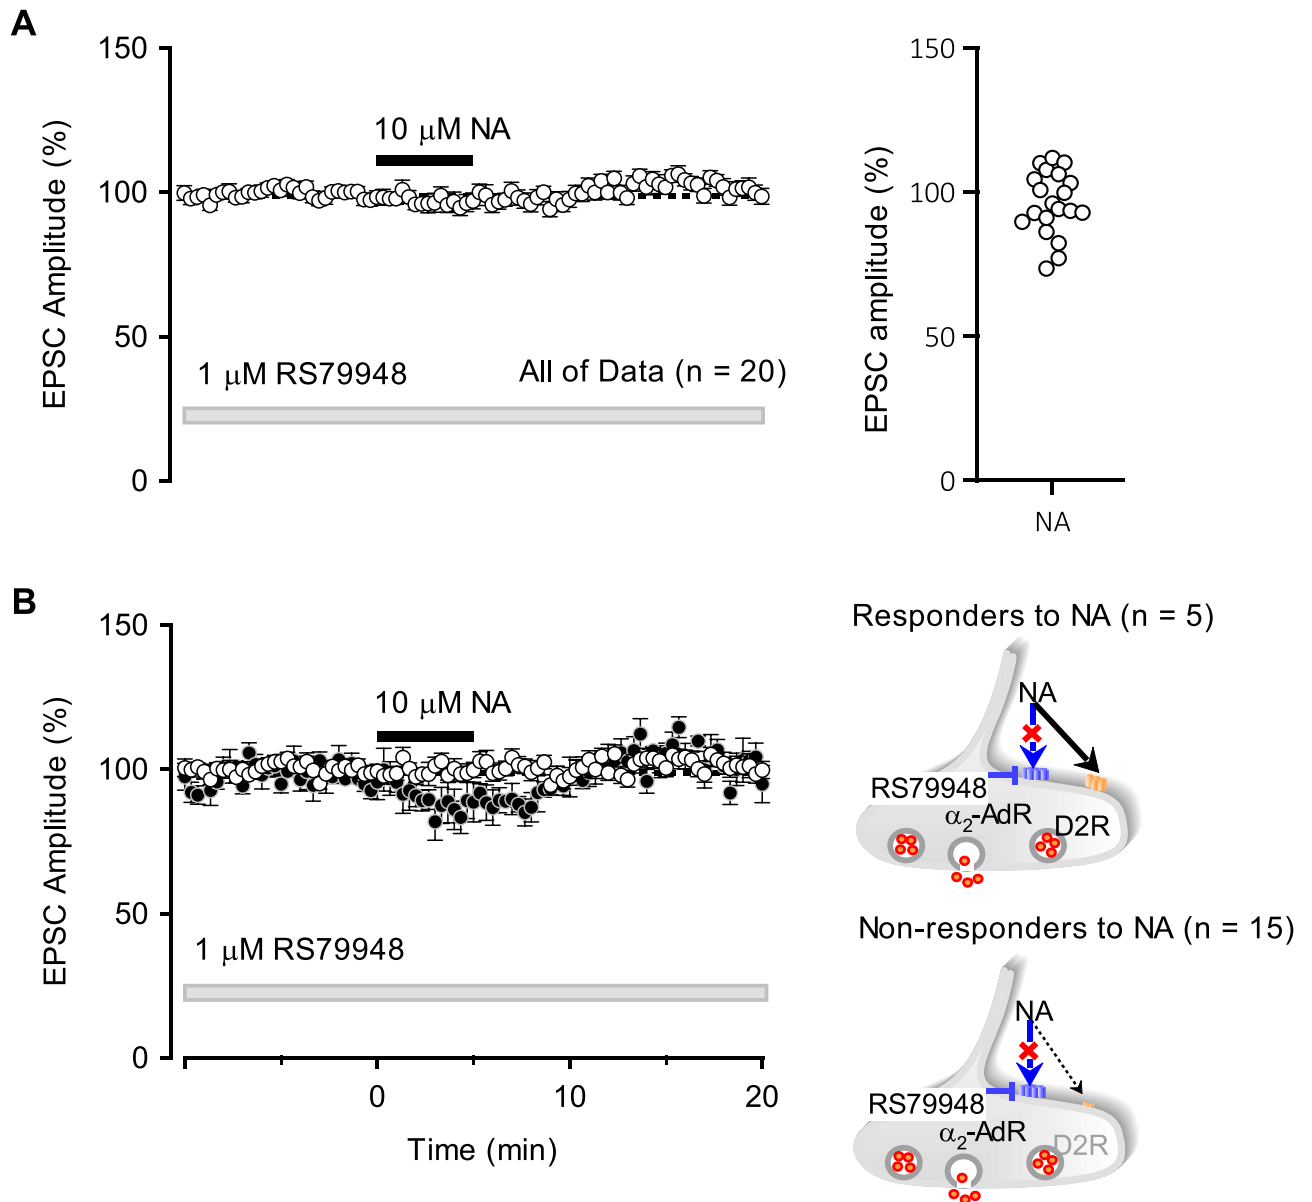 A
150
100
50
0
EPSC Amplitude (%)
10 μM NA
1 μM RS79948
All of Data (n = 20)
150
100
50
0
EPSC amplitude (%)
NA
B
150
100
50
0
EPSC Amplitude (%)
10 μM NA
1 μM RS79948
0
10
20
Time (min)
Responders to NA (n = 5)
NA
RS79948
α2-AdR
D2R
Non-responders to NA (n = 15)
NA
RS79948
α2-AdR
D2R